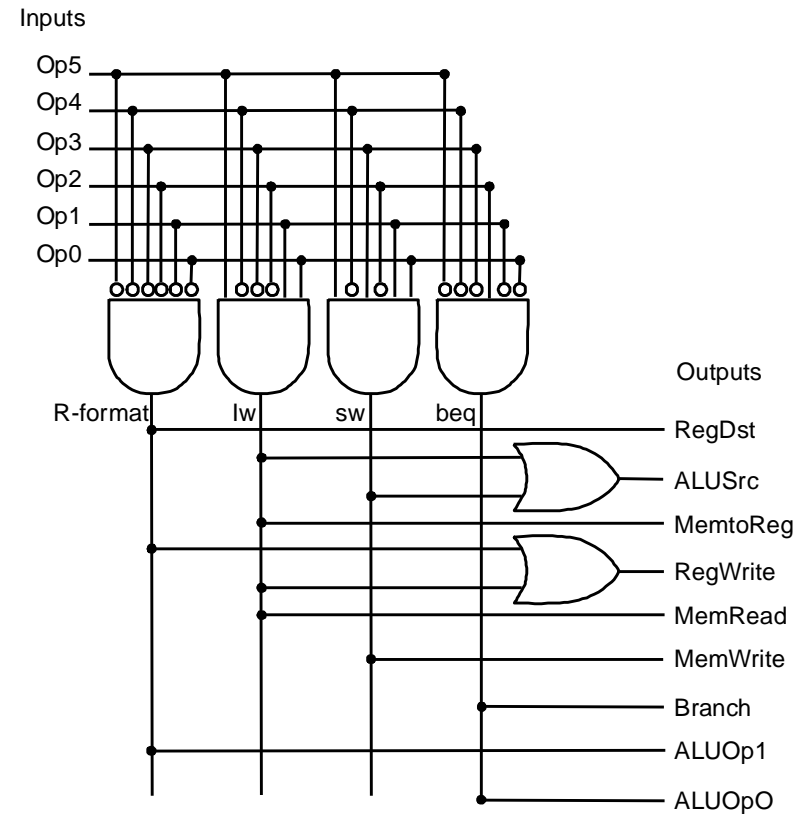 Inputs
Op5
Op4
Op3
Op2
Op1
Op0
Outputs
R-format
lw
sw
beq
RegDst
ALUSrc
MemtoReg
RegWrite
MemRead
MemWrite
Branch
ALUOp1
ALUOpO